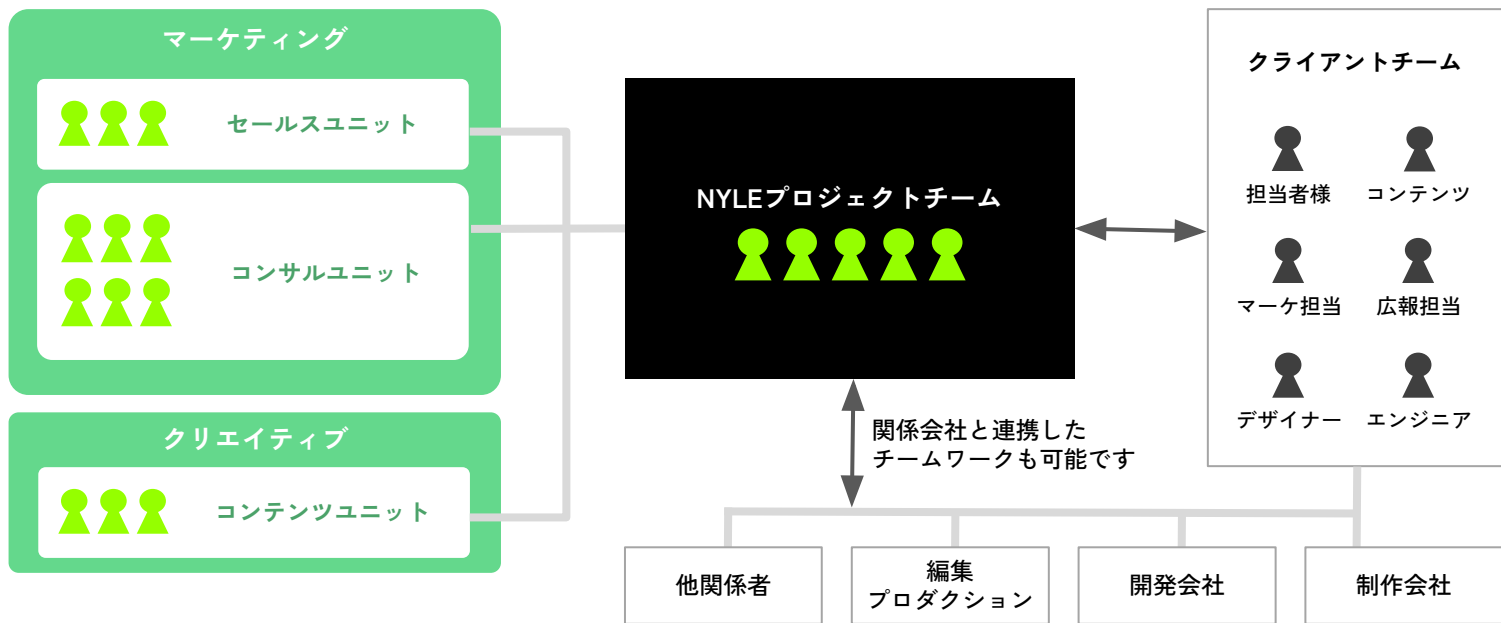 マーケティング
セールスユニット
コンサルユニット
クリエイティブ
コンテンツユニット
NYLEプロジェクトチーム
関係会社と連携した
チームワークも可能です
クライアントチーム
担当者様
コンテンツ
マーケ担当
広報担当
デザイナー
エンジニア
他関係者
編集
プロダクション
開発会社
制作会社